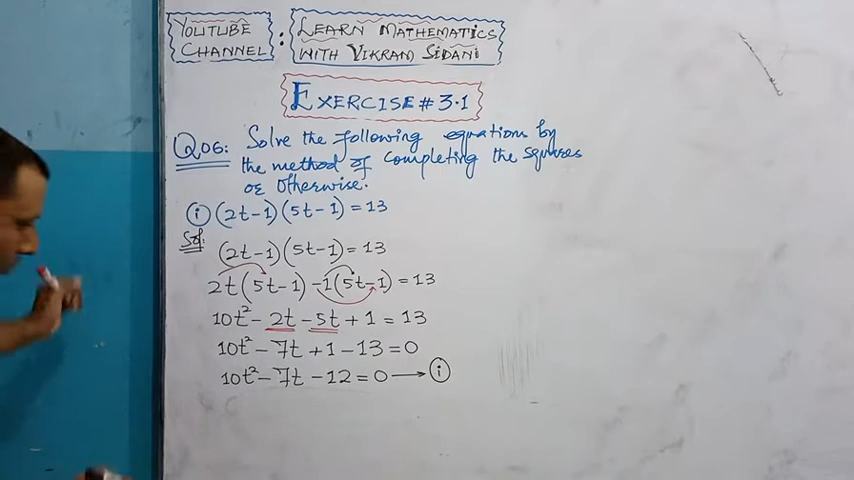 YOUTUBE CHANNEL : LEARN MATHEMATICS WITH VIKRAM SIDANI
EXERCISE # 3.1
Q06: Solve the following equations by
the method of completing the squares
or otherwise.
(i) (2t-1)(5t-1)=13
Sol: (2t-1)(5t-1)=13
2t(5t-1)-1(5t-1)=13
10t²-2t-5t+1=13
10t²-7t+1-13=0
10t²-7t-12=0→(i)